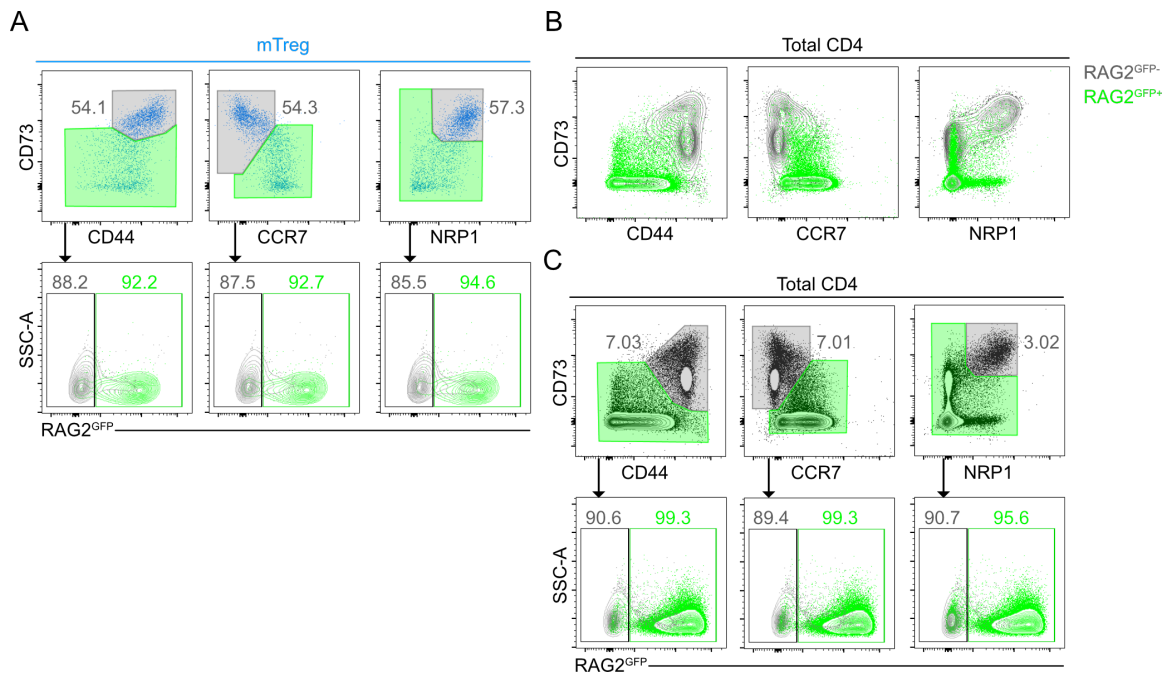 A
mTreg
54.1
54.3
57.3
CD73
CD44
CCR7
NRP1
88.2
92.2
87.5
92.7
85.5
94.6
SSC-A
RAG2GFP
B
Total CD4
RAG2GFP-
RAG2GFP+
CD73
CD44
CCR7
NRP1
C
Total CD4
7.03
7.01
3.02
CD73
CD44
CCR7
NRP1
90.6
99.3
89.4
99.3
90.7
95.6
SSC-A
RAG2GFP